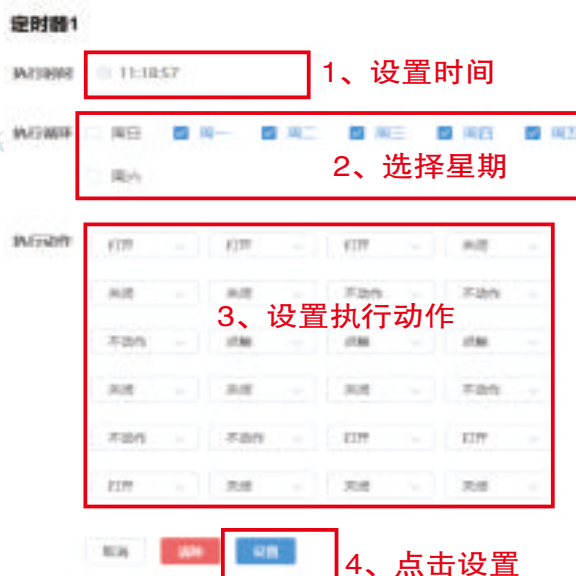 定时器1
执行时间 11:18:57 1、设置时间
执行循环 周日 周一 周二 周三 周四 周五
周六 2、选择星期
执行动作 打开 打开 打开 关闭
关闭 关闭 不动作 不动作
3、设置执行动作
不动作 点触 点触 点触
关闭 关闭 关闭 不动作
不动作 不动作 打开 打开
打开 关闭 关闭 关闭
取消 清除 设置 4、点击设置